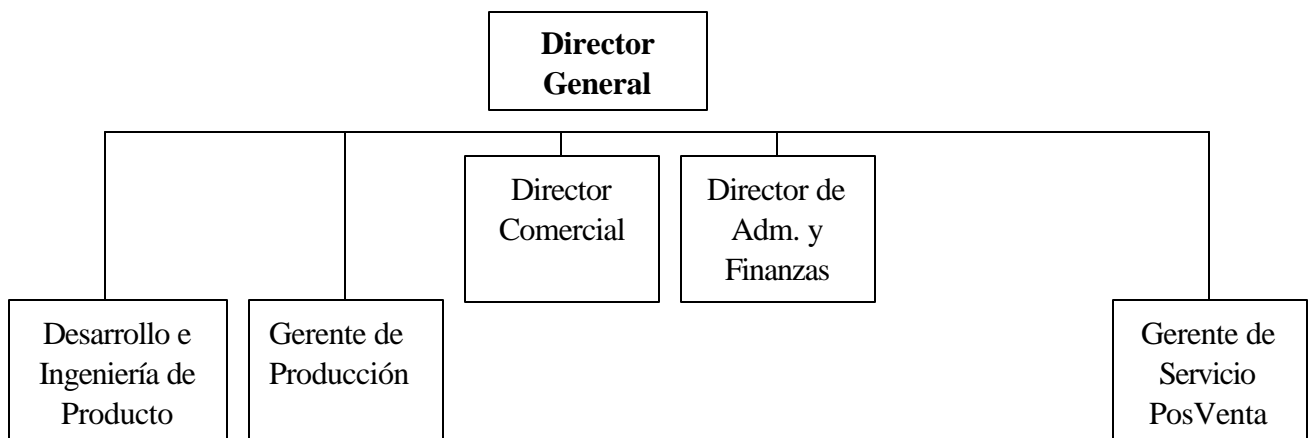 Director
General
Director
Comercial
Director de
Adm. y
Finanzas
Desarrollo e
Ingeniería de
Producto
Gerente de
Producción
Gerente de
Servicio
PosVenta